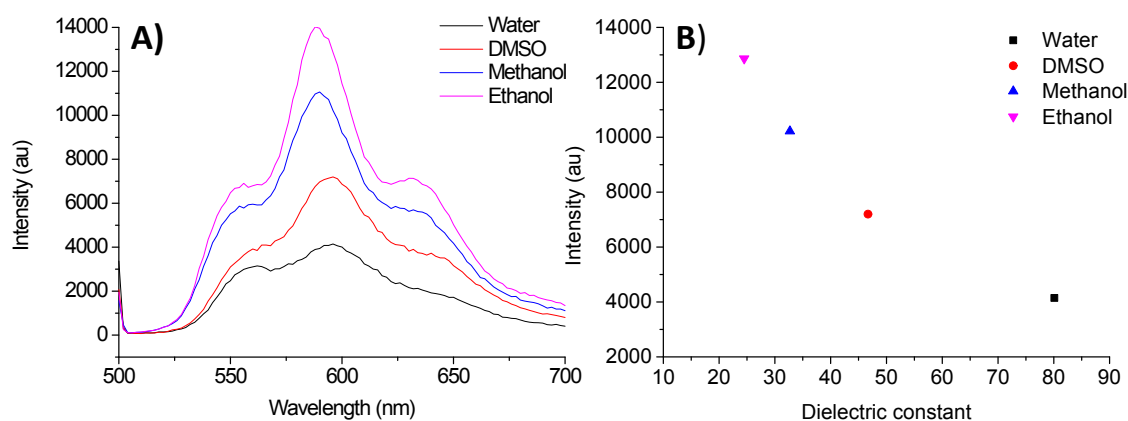 A)
Water
DMSO
Methanol
Ethanol
14000
12000
10000
8000
6000
4000
2000
0
Intensity (au)
500
550
600
650
700
Wavelength (nm)
B)
Water
DMSO
Methanol
Ethanol
14000
12000
10000
8000
6000
4000
2000
Intensity (au)
10
20
30
40
50
60
70
80
90
Dielectric constant